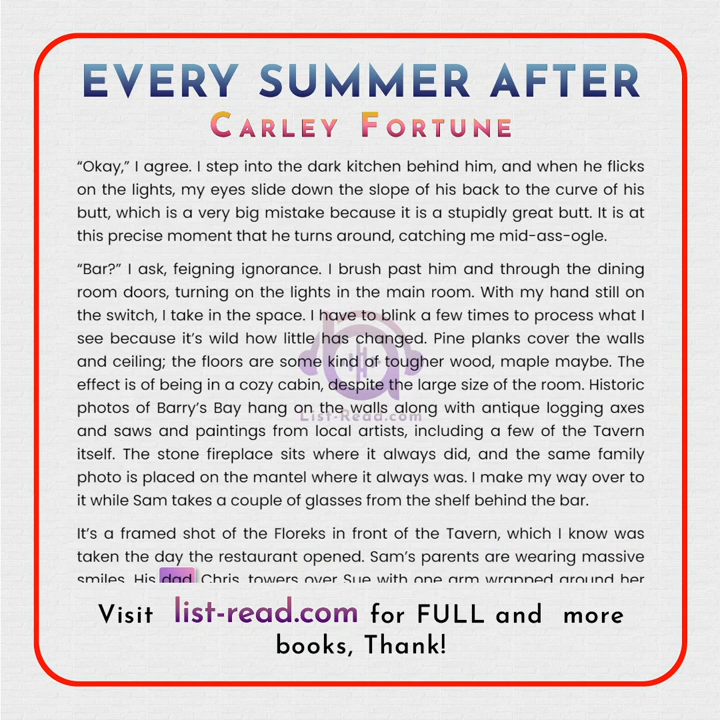 EVERY SUMMER AFTER
CARLEY FORTUNE
“Okay,” I agree. I step into the dark kitchen behind him, and when he flicks
on the lights, my eyes slide down the slope of his back to the curve of his
butt, which is a very big mistake because it is a stupidly great butt. It is at
this precise moment that he turns around, catching me mid-ass-ogle.
“Bar?” I ask, feigning ignorance. I brush past him and through the dining
room doors, turning on the lights in the main room. With my hand still on
the switch, I take in the space. I have to blink a few times to process what I
see because it’s wild how little has changed. Pine planks cover the walls
and ceiling; the floors are some kind of tougher wood, maple maybe. The
effect is of being in a cozy cabin, despite the large size of the room. Historic
photos of Barry’s Bay hang on the walls along with antique logging axes
List-Read.com
and saws and paintings from local artists, including a few of the Tavern
itself. The stone fireplace sits where it always did, and the same family
photo is placed on the mantel where it always was. I make my way over to
it while Sam takes a couple of glasses from the shelf behind the bar.
It’s a framed shot of the Floreks in front of the Tavern, which I know was
taken the day the restaurant opened. Sam’s parents are wearing massive
smiles. His dad, Chris, towers over Sue with one arm wrapped around her
Visit list-read.com for FULL and more
books, Thank!